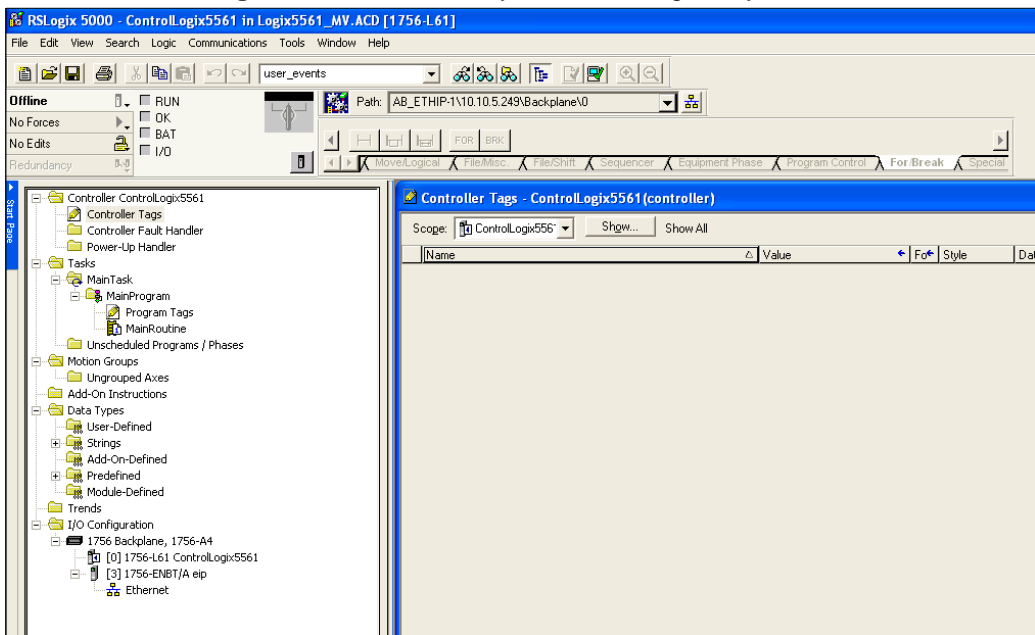 RSLogix 5000 - ControlLogix5561 in Logix5561_MV.ACD [1756-L61]
File Edit View Search Logic Communications Tools Window Help
user_events
Offline RUN Path: AB_ETHIP-1\10.10.5.249\Backplane\0
No Forces OK
No Edits BAT FOR BRK
I/O
Redundancy Move/Logical File/Misc. File/Shift Sequencer Equipment Phase Program Control For/Break Special
Start Page
Controller ControlLogix5561
Controller Tags
Controller Fault Handler
Power-Up Handler
Tasks
MainTask
MainProgram
Program Tags
MainRoutine
Unscheduled Programs / Phases
Motion Groups
Ungrouped Axes
Add-On Instructions
Data Types
User-Defined
Strings
Add-On-Defined
Predefined
Module-Defined
Trends
I/O Configuration
1756 Backplane, 1756-A4
[0] 1756-L61 ControlLogix5561
[3] 1756-ENBT/A eip
Ethernet
Controller Tags - ControlLogix5561(controller)
Scope: ControlLogix556 Show... Show All
Name Value Fo Style Dat